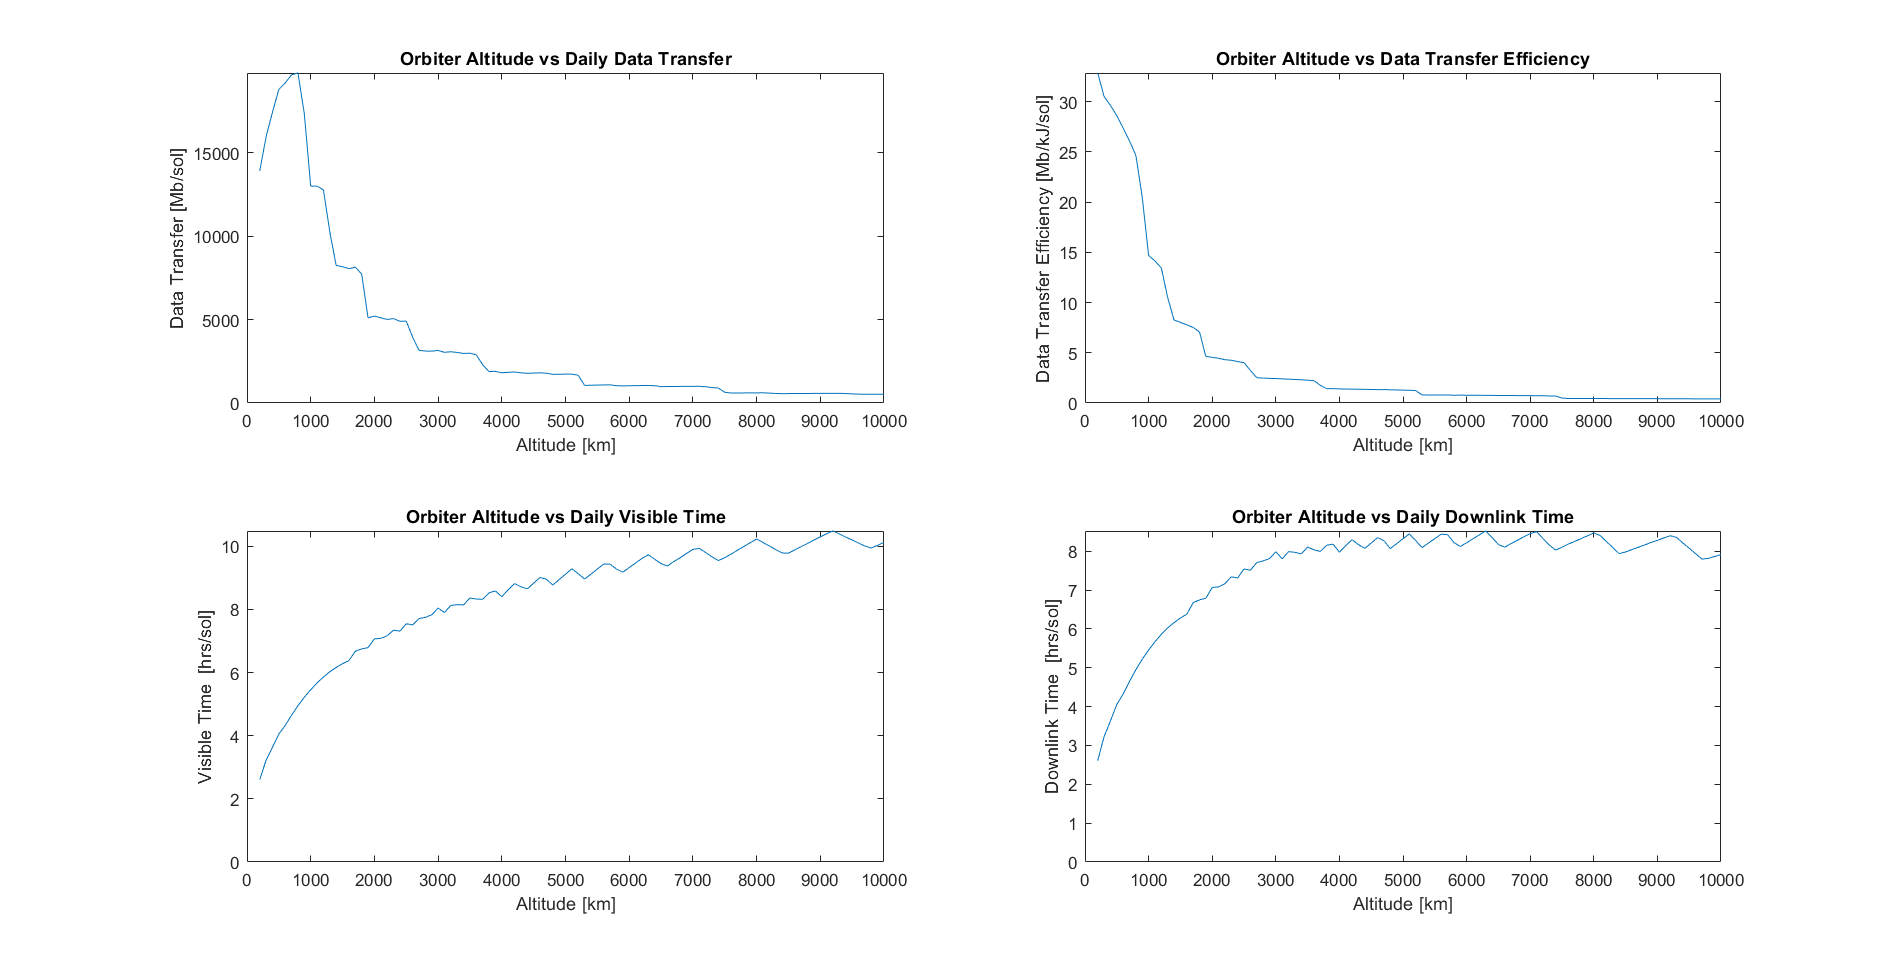 Orbiter Altitude vs Daily Data Transfer
Data Transfer [Mb/sol]
15000
10000
5000
0
0 1000 2000 3000 4000 5000 6000 7000 8000 9000 10000
Altitude [km]
Orbiter Altitude vs Data Transfer Efficiency
Data Transfer Efficiency [Mb/kJ/sol]
30
25
20
15
10
5
0
0 1000 2000 3000 4000 5000 6000 7000 8000 9000 10000
Altitude [km]
Orbiter Altitude vs Daily Visible Time
Visible Time [hrs/sol]
10
8
6
4
2
0
0 1000 2000 3000 4000 5000 6000 7000 8000 9000 10000
Altitude [km]
Orbiter Altitude vs Daily Downlink Time
Downlink Time [hrs/sol]
8
7
6
5
4
3
2
1
0
0 1000 2000 3000 4000 5000 6000 7000 8000 9000 10000
Altitude [km]